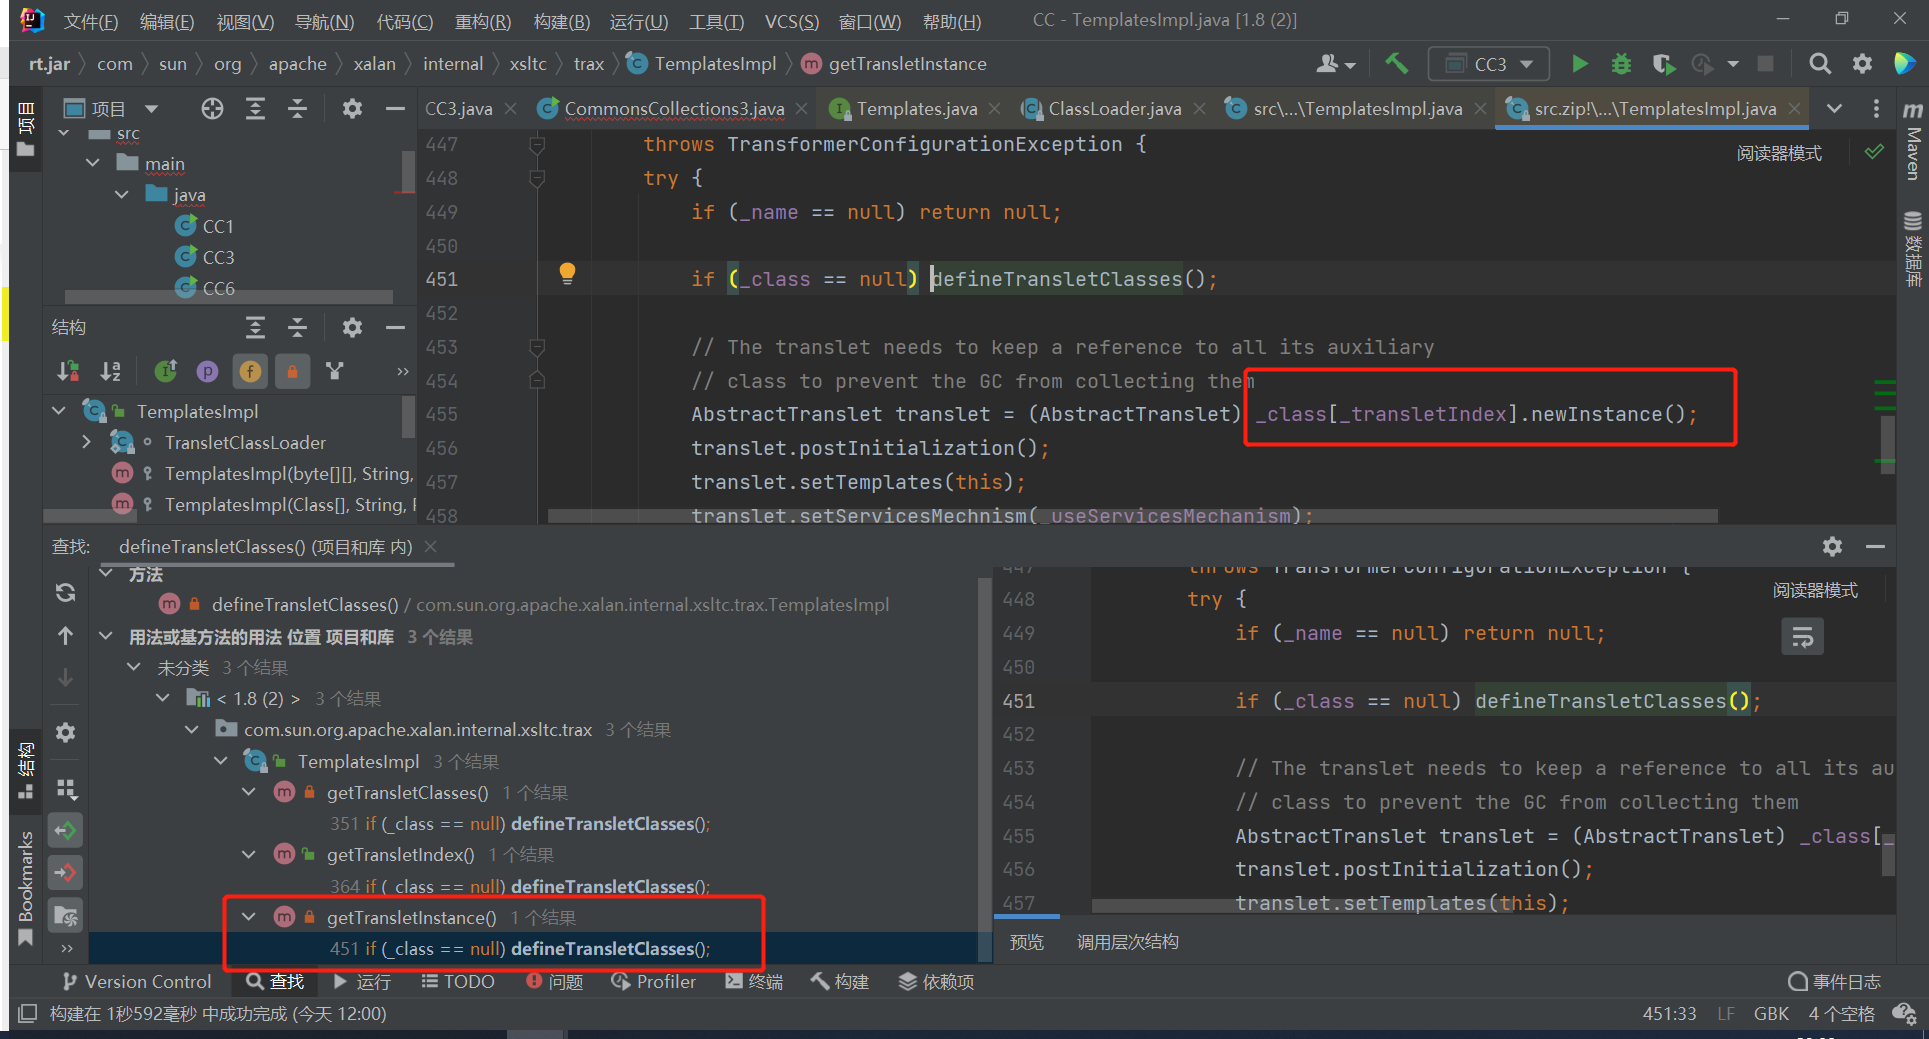 文件(F) 编辑(E) 视图(V) 导航(N) 代码(C) 重构(R) 构建(B) 运行(U) 工具(T) VCS(S) 窗口(W) 帮助(H) CC - TemplatesImpl.java [1.8 (2)]
rt.jar com sun org apache xalan internal xsltc trax TemplatesImpl getTransletInstance CC3
项目
项目
CC3.java CommonsCollections3.java Templates.java ClassLoader.java src\...\TemplatesImpl.java src.zip!\...\TemplatesImpl.java
Maven
数据库
src
main
java
CC1
CC3
CC6
结构
TemplatesImpl
TransletClassLoader
TemplatesImpl(byte[][], String,
TemplatesImpl(Class[], String,
阅读器模式
447 throws TransformerConfigurationException {
448 try {
449 if (_name == null) return null;
450
451 if (_class == null) defineTransletClasses();
452
453 // The translet needs to keep a reference to all its auxiliary
454 // class to prevent the GC from collecting them
455 AbstractTranslet translet = (AbstractTranslet) _class[_transletIndex].newInstance();
456 translet.postInitialization();
457 translet.setTemplates(this);
458 translet.setServicesMechnism(_useServicesMechanism);
查找: defineTransletClasses() (项目和库 内)
方法
defineTransletClasses() / com.sun.org.apache.xalan.internal.xsltc.trax.TemplatesImpl
用法或基方法的用法 位置 项目和库 3 个结果
未分类 3 个结果
< 1.8 (2) > 3 个结果
com.sun.org.apache.xalan.internal.xsltc.trax 3 个结果
TemplatesImpl 3 个结果
getTransletClasses() 1 个结果
351 if (_class == null) defineTransletClasses();
getTransletIndex() 1 个结果
364 if (_class == null) defineTransletClasses();
getTransletInstance() 1 个结果
451 if (_class == null) defineTransletClasses();
结构
Bookmarks
447 throws TransformerConfigurationException {
阅读器模式
448 try {
449 if (_name == null) return null;
450
451 if (_class == null) defineTransletClasses();
452
453 // The translet needs to keep a reference to all its au
454 // class to prevent the GC from collecting them
455 AbstractTranslet translet = (AbstractTranslet) _class[_
456 translet.postInitialization();
457 translet.setTemplates(this);
预览 调用层次结构
Version Control 查找 运行 TODO 问题 Profiler 终端 构建 依赖项 事件日志
构建在 1秒592毫秒 中成功完成 (今天 12:00) 451:33 LF GBK 4 个空格